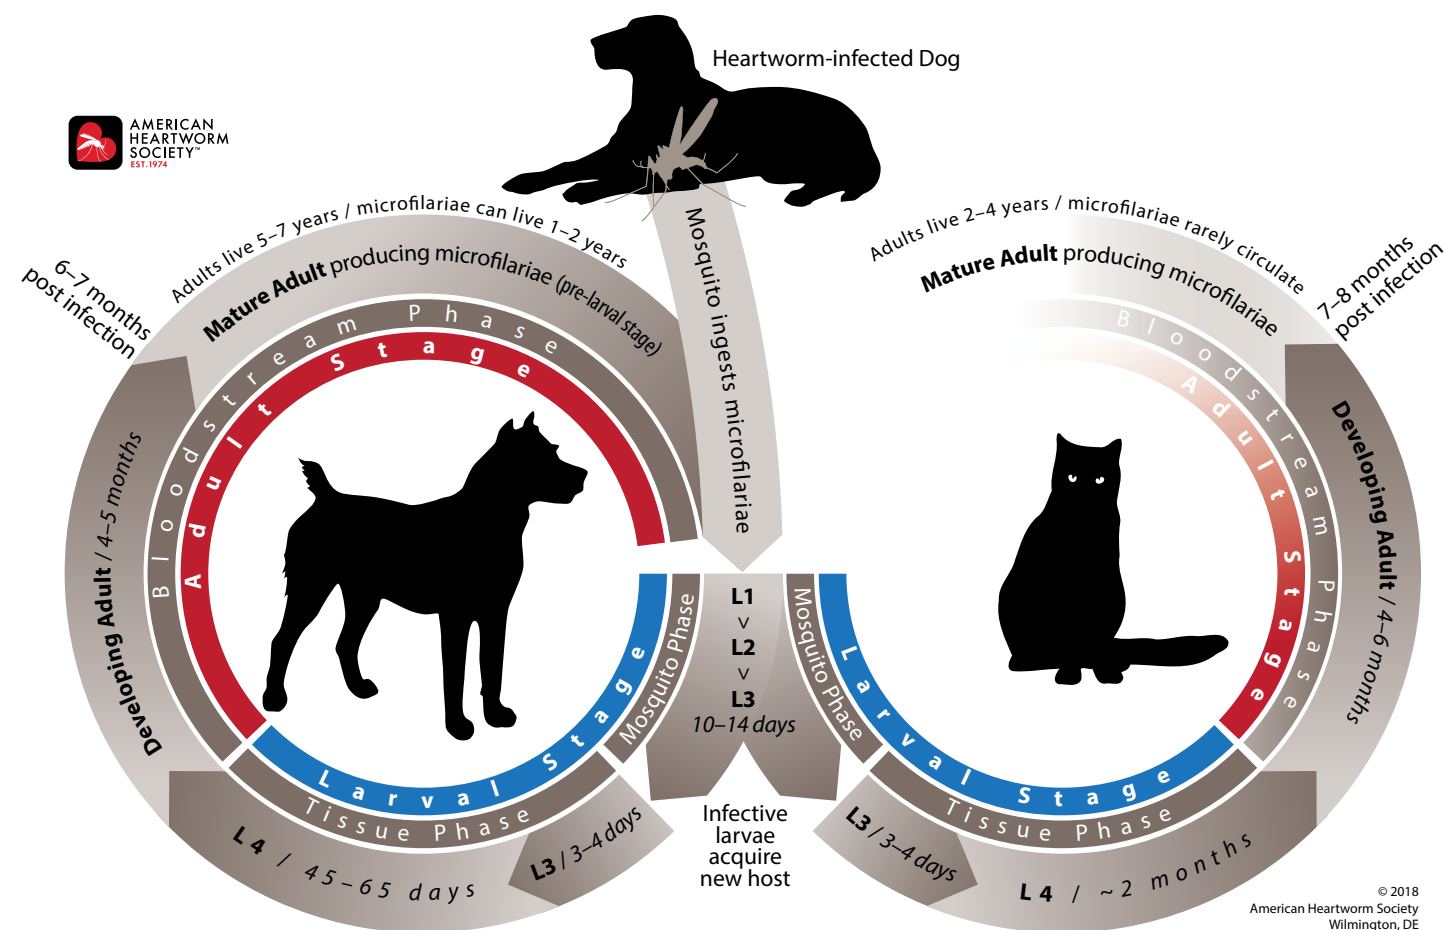 Heartworm-infected Dog
AMERICAN
HEARTWORM
SOCIETY™
EST.1974
Mosquito ingests microfilariae
6–7 months
post infection
Adults live 5–7 years / microfilariae can live 1–2 years
Mature Adult producing microfilariae (pre-larval stage)
Bloodstream Phase
Adult Stage
Developing Adult / 4–5 months
Larval Stage
Mosquito Phase
Tissue Phase
L4 / 45–65 days
L3 / 3–4 days
L1
>
L2
>
L3
10–14 days
Infective
larvae
acquire
new host
Adults live 2–4 years / microfilariae rarely circulate
Mature Adult producing microfilariae
7–8 months
post infection
Bloodstream Phase
Adult Stage
Developing Adult / 4–6 months
Mosquito Phase
Larval Stage
Tissue Phase
L3 / 3–4 days
L4 / ~2 months
© 2018
American Heartworm Society
Wilmington, DE